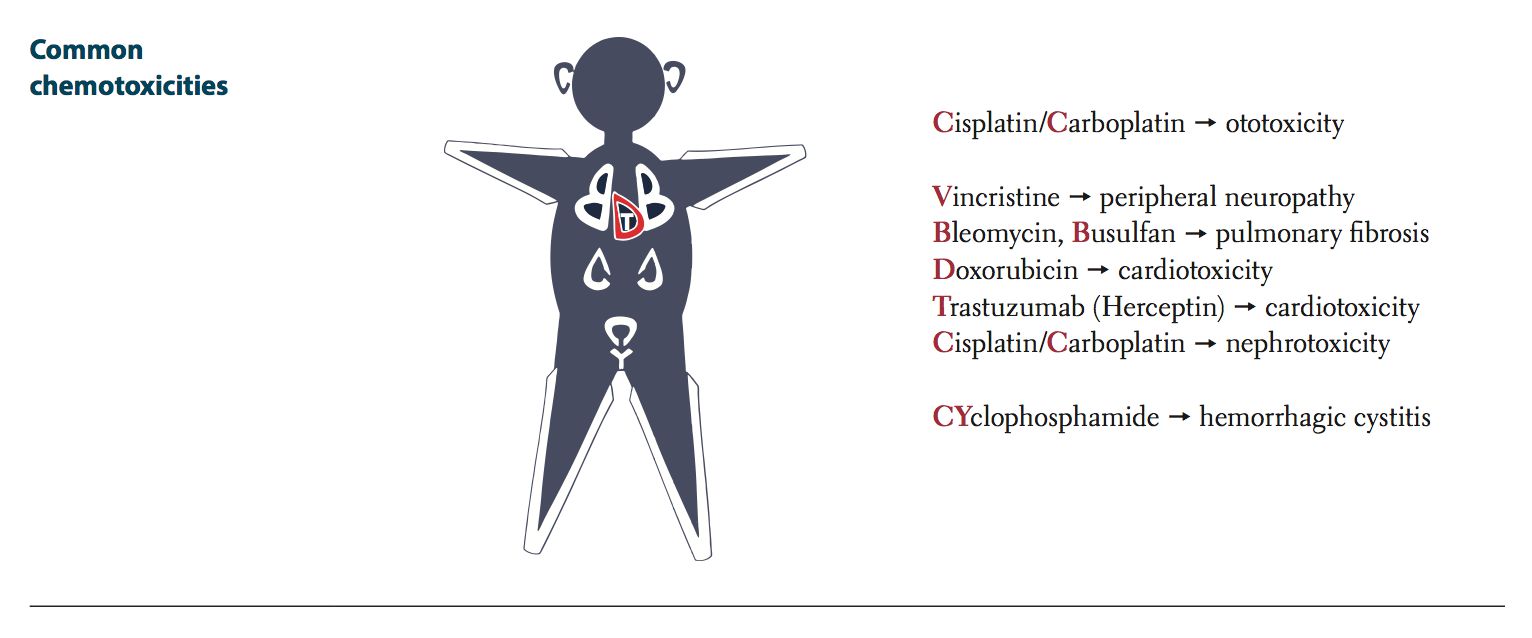 Common
chemotoxicities
Cisplatin/Carboplatin → ototoxicity
Vincristine → peripheral neuropathy
Bleomycin, Busulfan → pulmonary fibrosis
Doxorubicin → cardiotoxicity
Trastuzumab (Herceptin) → cardiotoxicity
Cisplatin/Carboplatin → nephrotoxicity
CYclophosphamide → hemorrhagic cystitis